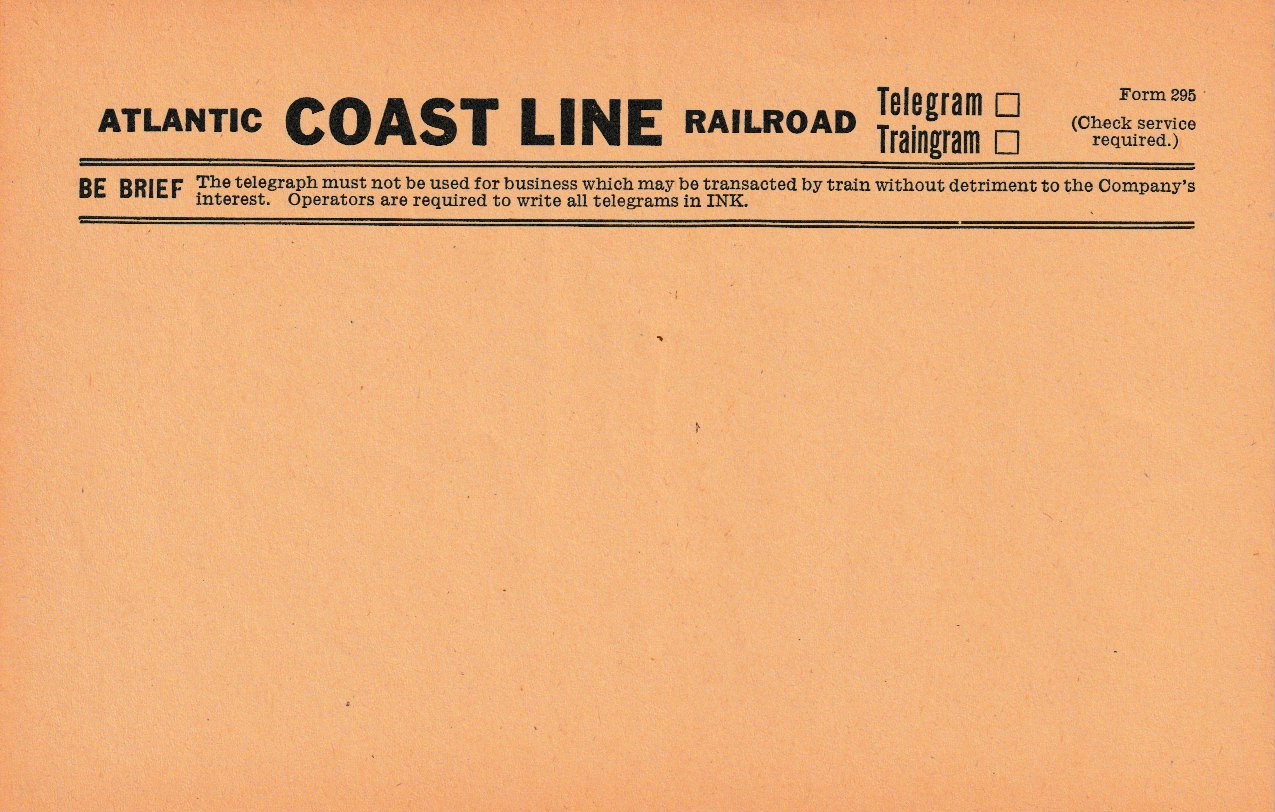 ATLANTIC COAST LINE RAILROAD
Telegram ☐
Traingram ☐
Form 295
(Check service
required.)
BE BRIEF
The telegraph must not be used for business which may be transacted by train without detriment to the Company's
interest. Operators are required to write all telegrams in INK.